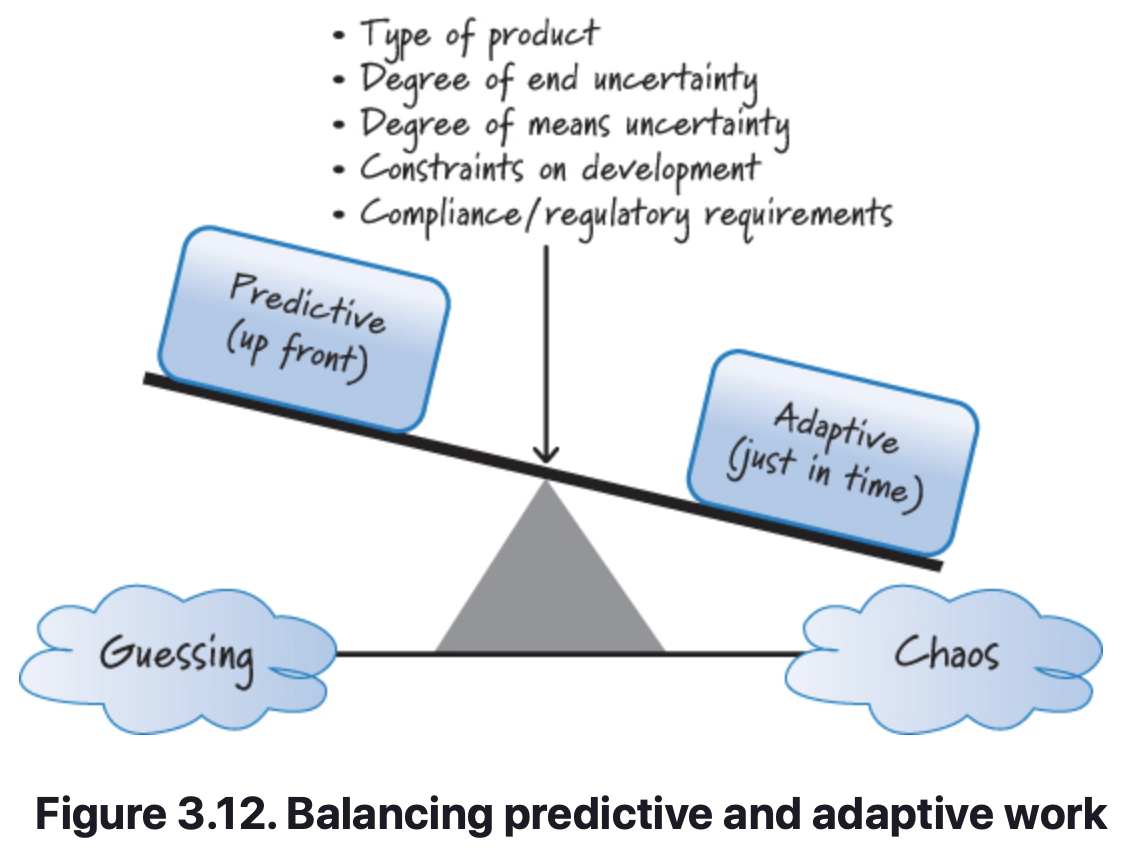 • Type of product
• Degree of end uncertainty
• Degree of means uncertainty
• Constraints on development
• Compliance/regulatory requirements
Predictive
(up front)
Adaptive
(just in time)
Guessing
Chaos
Figure 3.12. Balancing predictive and adaptive work